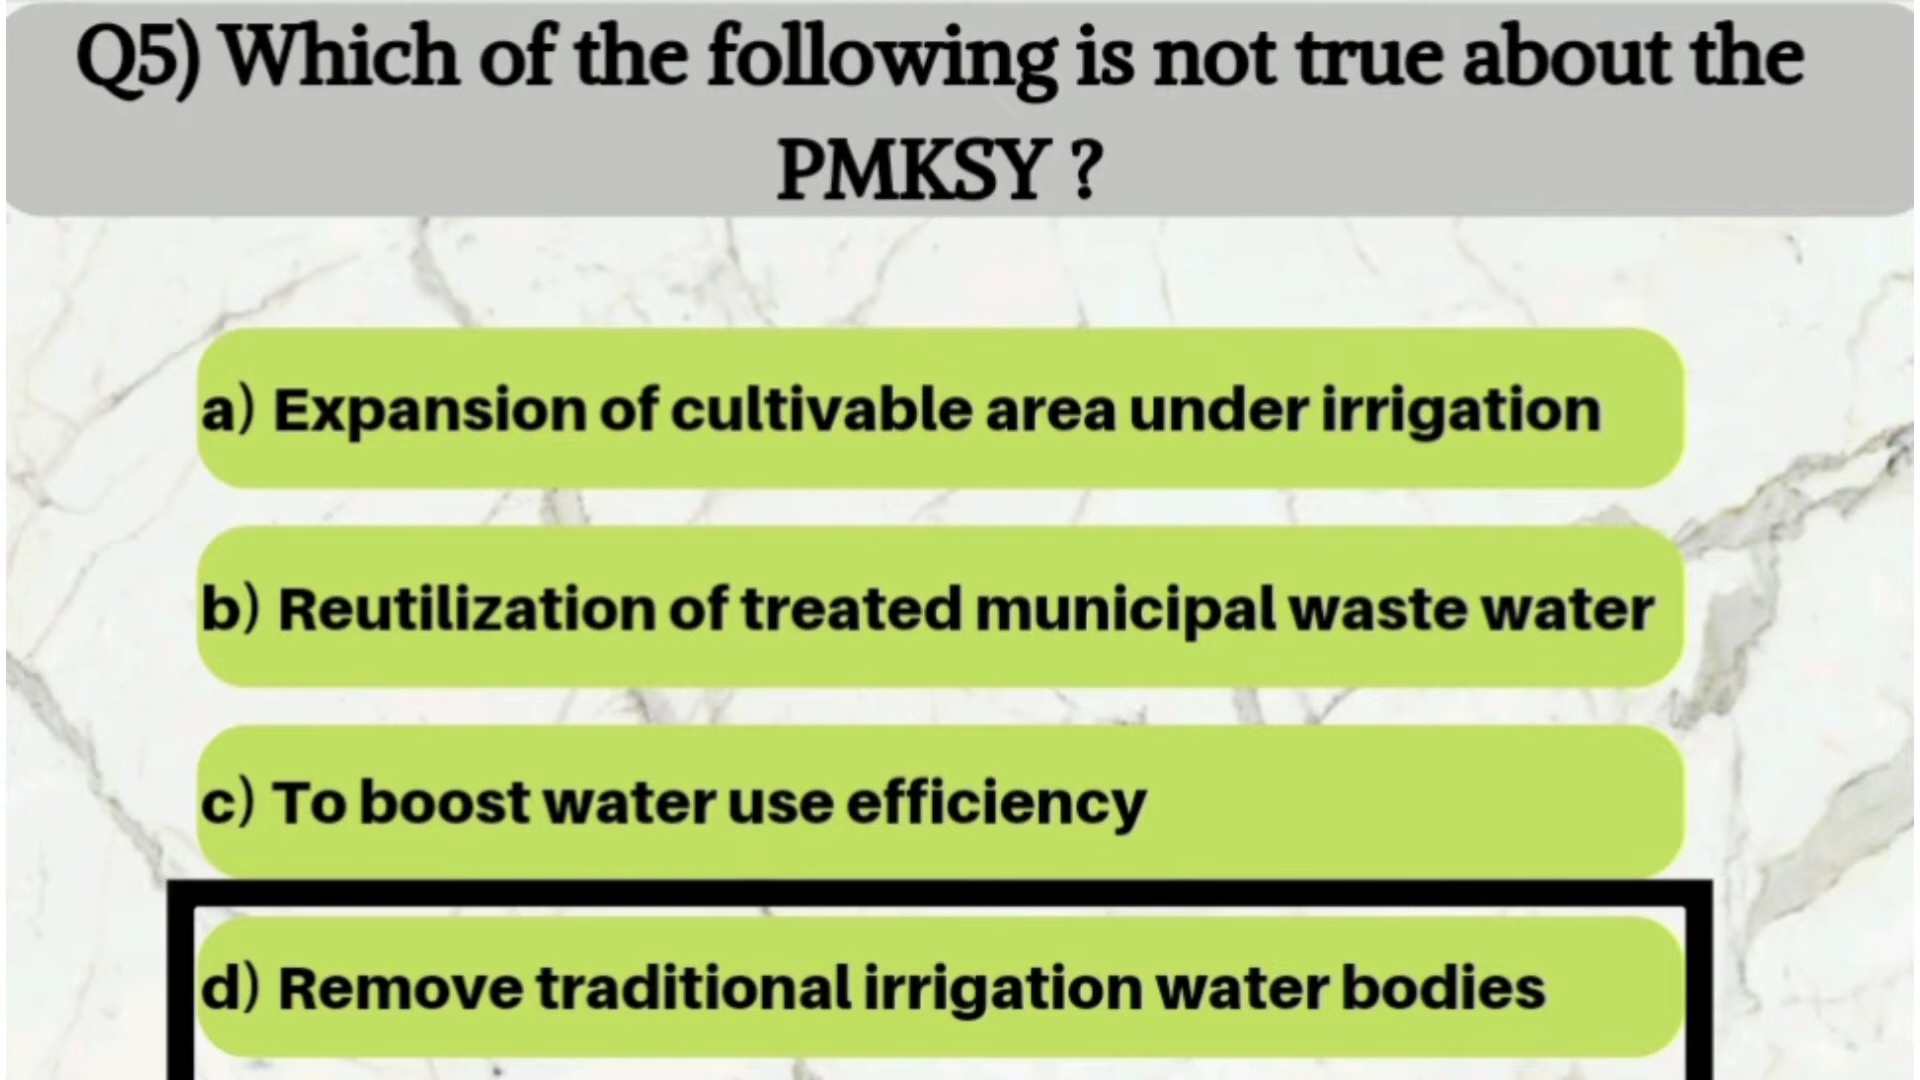 Q5) Which of the following is not true about the
PMKSY ?
a) Expansion of cultivable area under irrigation
b) Reutilization of treated municipal waste water
c) To boost water use efficiency
d) Remove traditional irrigation water bodies